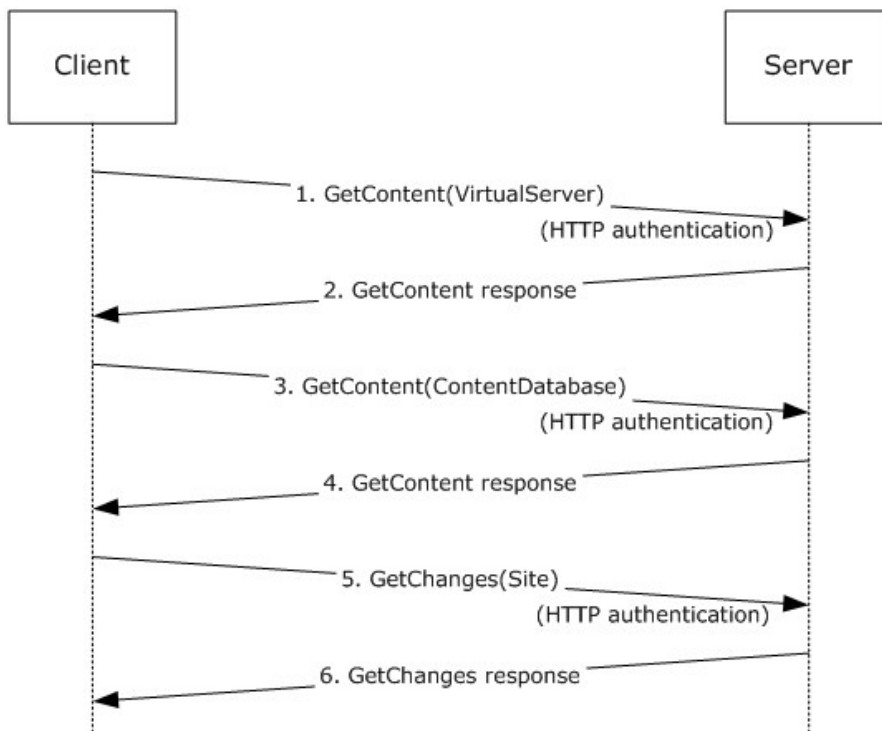 Client
Server
1. GetContent(VirtualServer)
(HTTP authentication)
2. GetContent response
3. GetContent(ContentDatabase)
(HTTP authentication)
4. GetContent response
5. GetChanges(Site)
(HTTP authentication)
6. GetChanges response